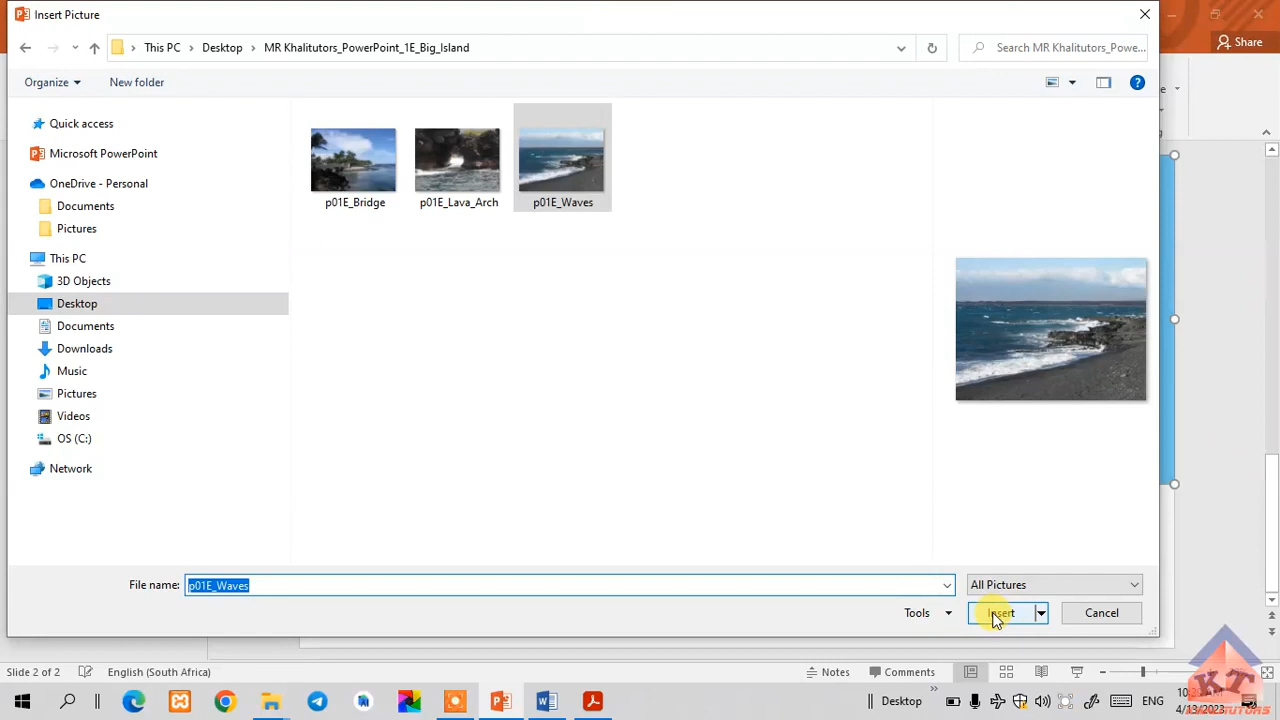 Insert Picture
This PC
Desktop
MR Khalitutors_PowerPoint_1E_Big_Island
Search MR Khalitutors_Powe...
Share
Organize
New folder
Quick access
Microsoft PowerPoint
OneDrive - Personal
Documents
Pictures
This PC
3D Objects
Desktop
Documents
Downloads
Music
Pictures
Videos
OS (C:)
Network
p01E_Bridge
p01E_Lava_Arch
p01E_Waves
File name:
p01E_Waves
All Pictures
Tools
Insert
Cancel
Slide 2 of 2
English (South Africa)
Notes
Comments
Desktop
ENG
4/13/2023